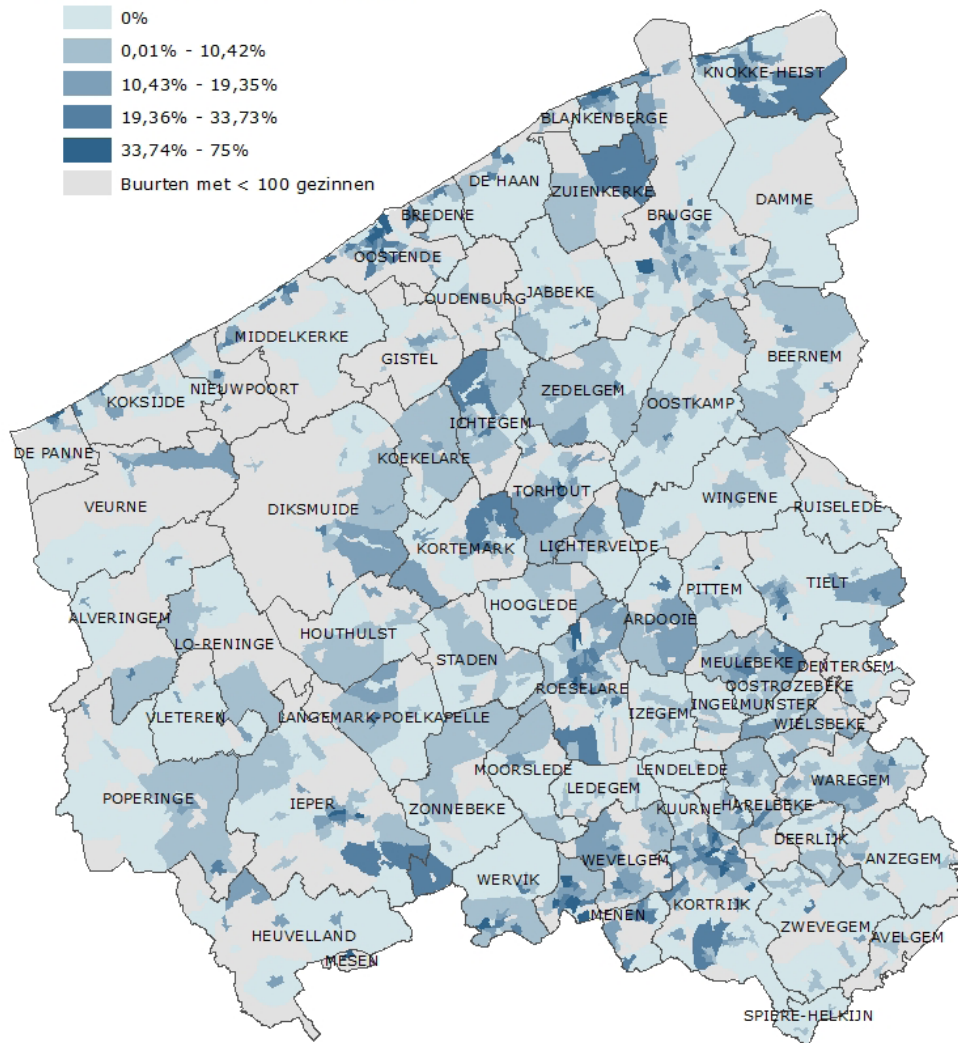 0%
0,01% - 10,42%
10,43% - 19,35%
19,36% - 33,73%
33,74% - 75%
Buurten met < 100 gezinnen
KNOKKE-HEIST
BLANKENBERGE
DE HAAN
ZUIENKERKE
DAMME
BREDENE
BRUGGE
OOSTENDE
OUDENBURG
JABBEKE
MIDDELKERKE
GISTEL
BEERNEM
NIEUWPOORT
ZEDELGEM
KOKSIJDE
OOSTKAMP
ICHTEGEM
DE PANNE
KOEKELARE
TORHOUT
WINGENE
VEURNE
DIKSMUIDE
RUISELEDE
KORTEMARK
LICHTERVELDE
TIELT
PITTEM
HOOGLEDE
ALVERINGEM
ARDOOIE
HOUTHULST
LO-RENINGE
STADEN
MEULEBEKE
DENTERGEM
OOSTROZEBEKE
ROESELARE
INGELMUNSTER
VLETEREN
LANGEMARK-POELKAPELLE
IZEGEM
WIELSBEKE
MOORSLEDE
LENDELEDE
WAREGEM
LEDEGEM
POPERINGE
IEPER
ZONNEBEKE
KUURNE
HARELBEKE
DEERLIJK
WEVELGEM
ANZEGEM
WERVIK
KORTRIJK
MENEN
ZWEVEGEM
HEUVELLAND
AVELGEM
MESEN
SPIERE-HELKIJN